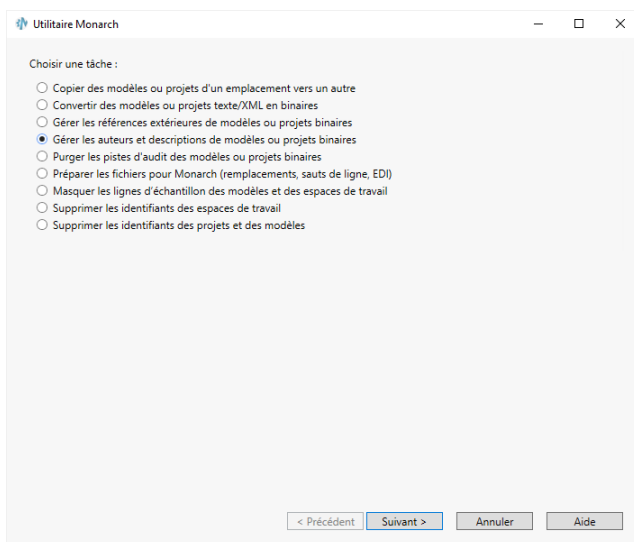 Utilitaire Monarch
Choisir une tâche :
Copier des modèles ou projets d'un emplacement vers un autre
Convertir des modèles ou projets texte/XML en binaires
Gérer les références extérieures de modèles ou projets binaires
Gérer les auteurs et descriptions de modèles ou projets binaires
Purger les pistes d'audit des modèles ou projets binaires
Préparer les fichiers pour Monarch (remplacements, sauts de ligne, EDI)
Masquer les lignes d'échantillon des modèles et des espaces de travail
Supprimer les identifiants des espaces de travail
Supprimer les identifiants des projets et des modèles
< Précédent Suivant > Annuler Aide